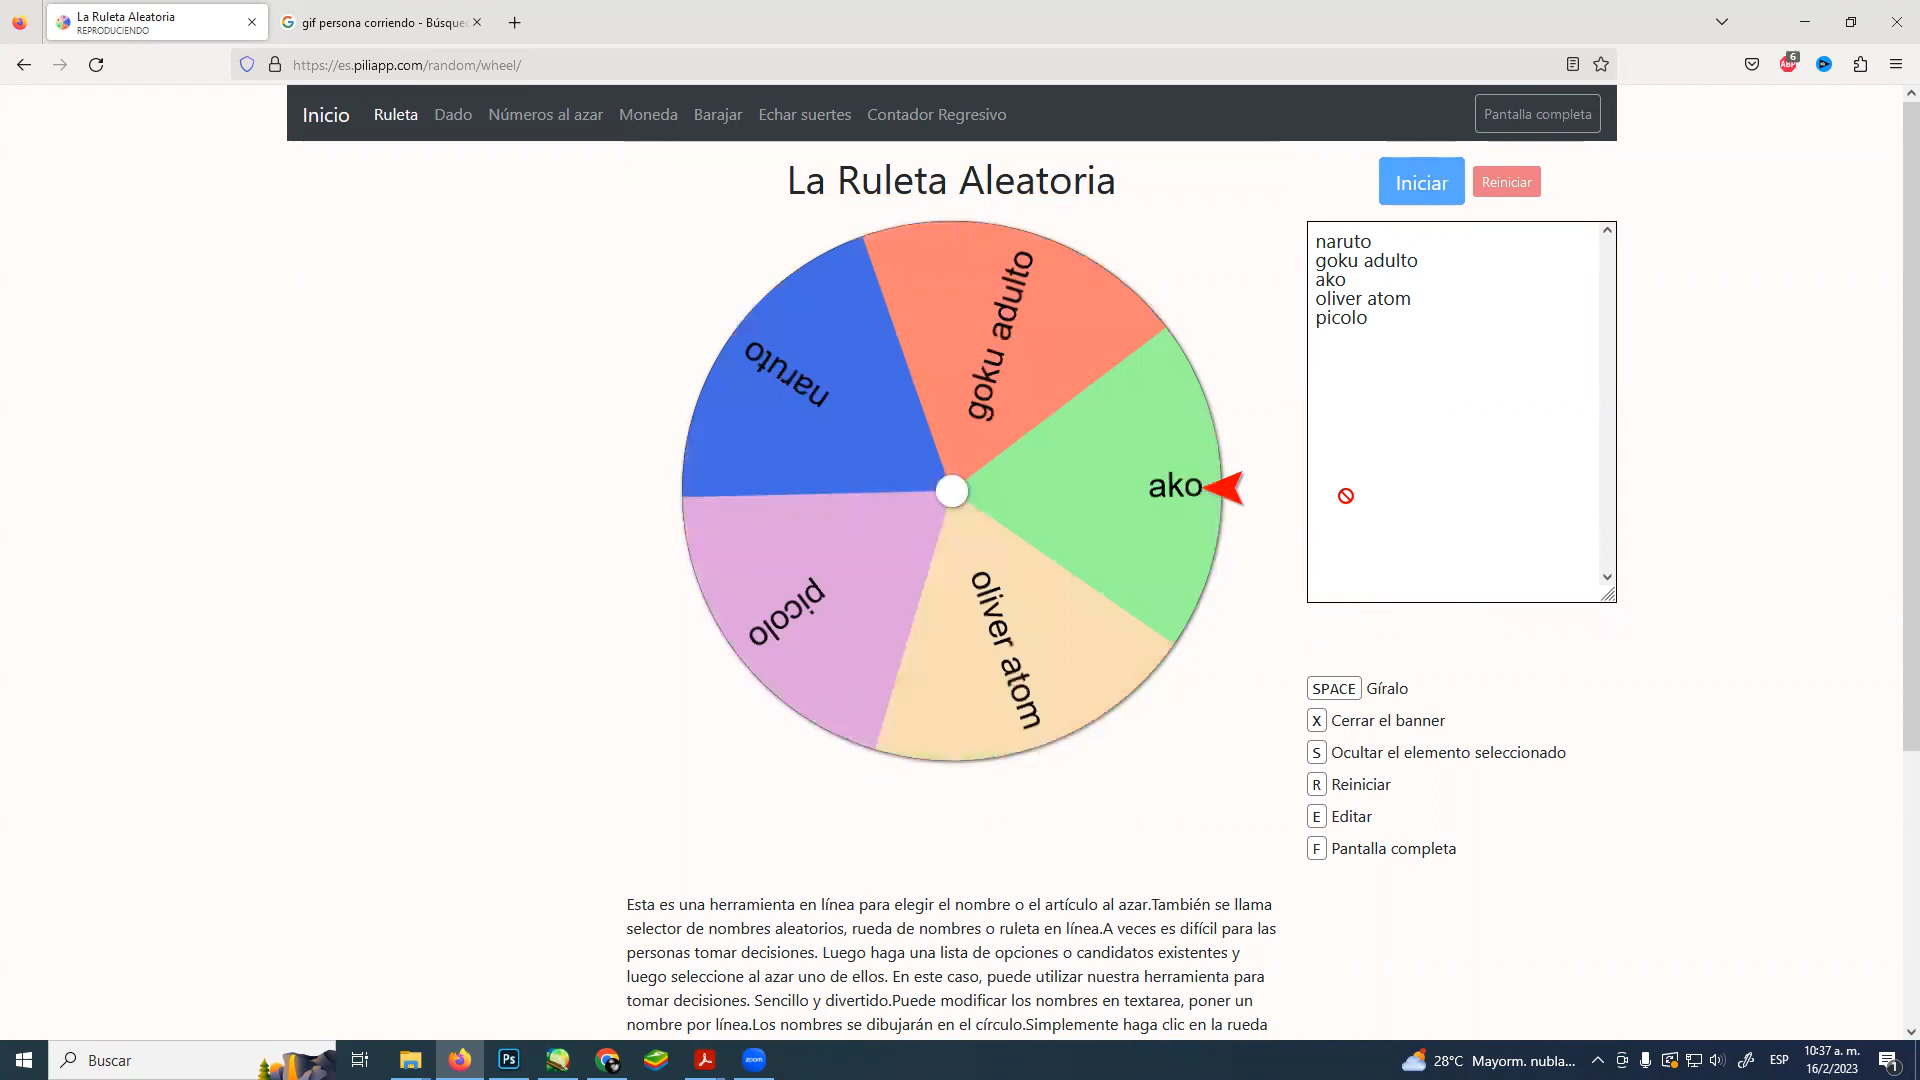 La Ruleta Aleatoria
REPRODUCIENDO
gif persona corriendo - Búsque
https://es.piliapp.com/random/wheel/
ABP
6
Inicio
Ruleta
Dado
Números al azar
Moneda
Barajar
Echar suertes
Contador Regresivo
Pantalla completa
La Ruleta Aleatoria
Iniciar
Reiniciar
goku adulto
naruto
ako
picolo
oliver atom
naruto
goku adulto
ako
oliver atom
picolo
SPACE Gíralo
X Cerrar el banner
S Ocultar el elemento seleccionado
R Reiniciar
E Editar
F Pantalla completa
Esta es una herramienta en línea para elegir el nombre o el artículo al azar.También se llama
selector de nombres aleatorios, rueda de nombres o ruleta en línea.A veces es difícil para las
personas tomar decisiones. Luego haga una lista de opciones o candidatos existentes y
luego seleccione al azar uno de ellos. En este caso, puede utilizar nuestra herramienta para
tomar decisiones. Sencillo y divertido.Puede modificar los nombres en textarea, poner un
nombre por línea.Los nombres se dibujarán en el círculo.Simplemente haga clic en la rueda
Buscar
Ps
zoom
28°C Mayorm. nubla...
ESP
10:37 a. m.
16/2/2023
1